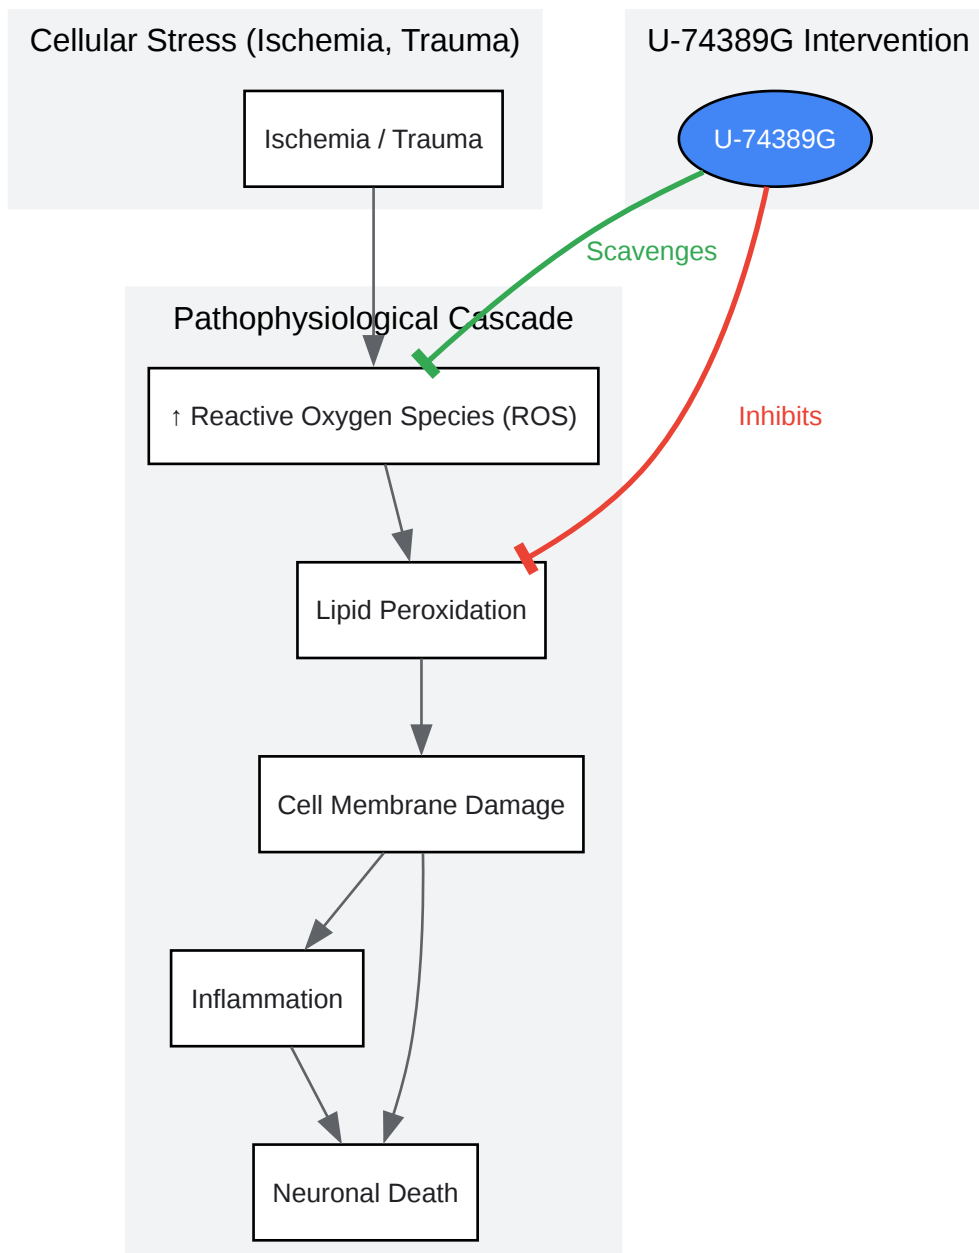 Cellular Stress (Ischemia, Trauma)
U-74389G Intervention
Ischemia / Trauma
U-74389G
Scavenges
Pathophysiological Cascade
↑ Reactive Oxygen Species (ROS)
Inhibits
Lipid Peroxidation
Cell Membrane Damage
Inflammation
Neuronal Death